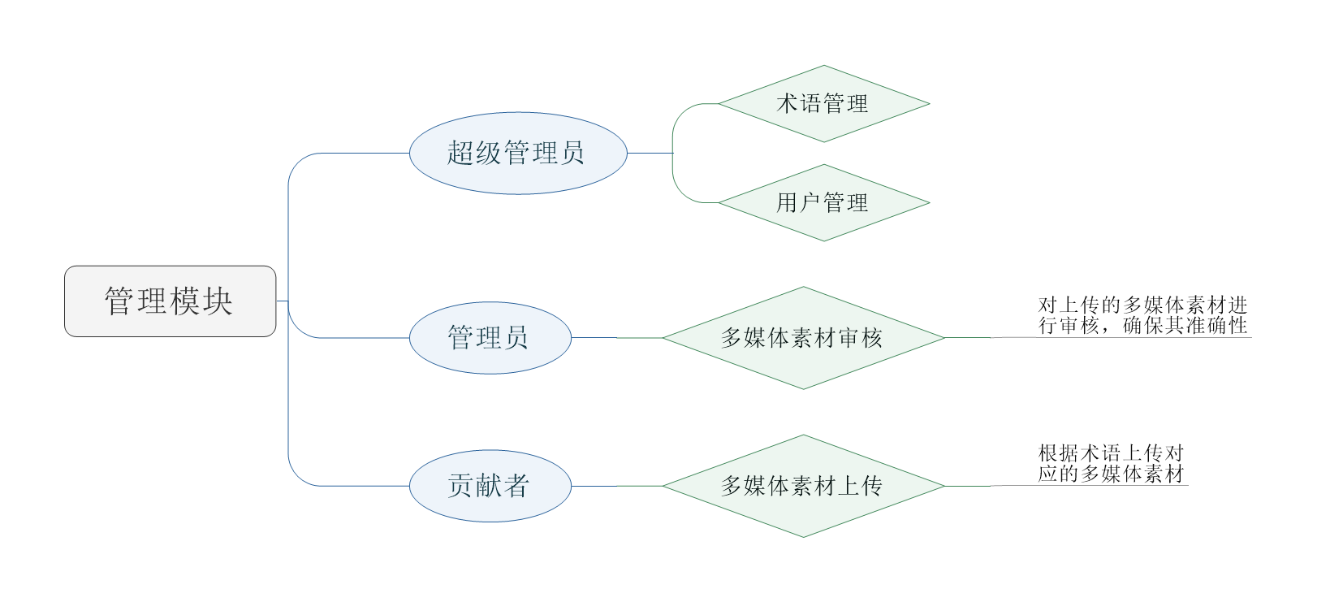 管理模块
超级管理员
术语管理
用户管理
管理员
多媒体素材审核
对上传的多媒体素材进
行审核，确保其准确性
贡献者
多媒体素材上传
根据术语上传对
应的多媒体素材